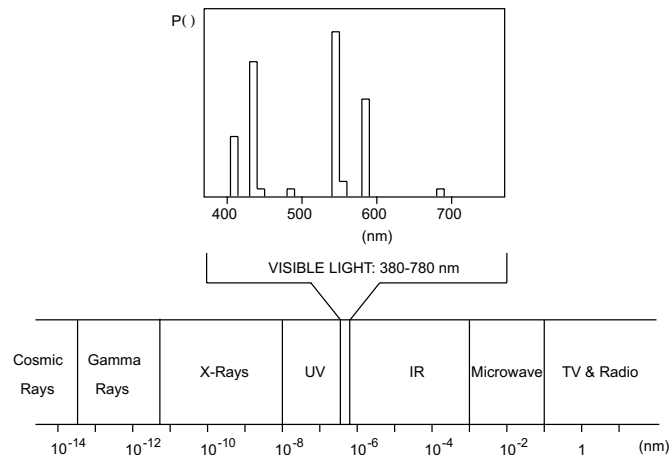 P( )
400 500 600 700
(nm)
VISIBLE LIGHT: 380-780 nm
Cosmic Rays
Gamma Rays
X-Rays
UV
IR
Microwave
TV & Radio
10⁻¹⁴ 10⁻¹² 10⁻¹⁰ 10⁻⁸ 10⁻⁶ 10⁻⁴ 10⁻² 1 (nm)